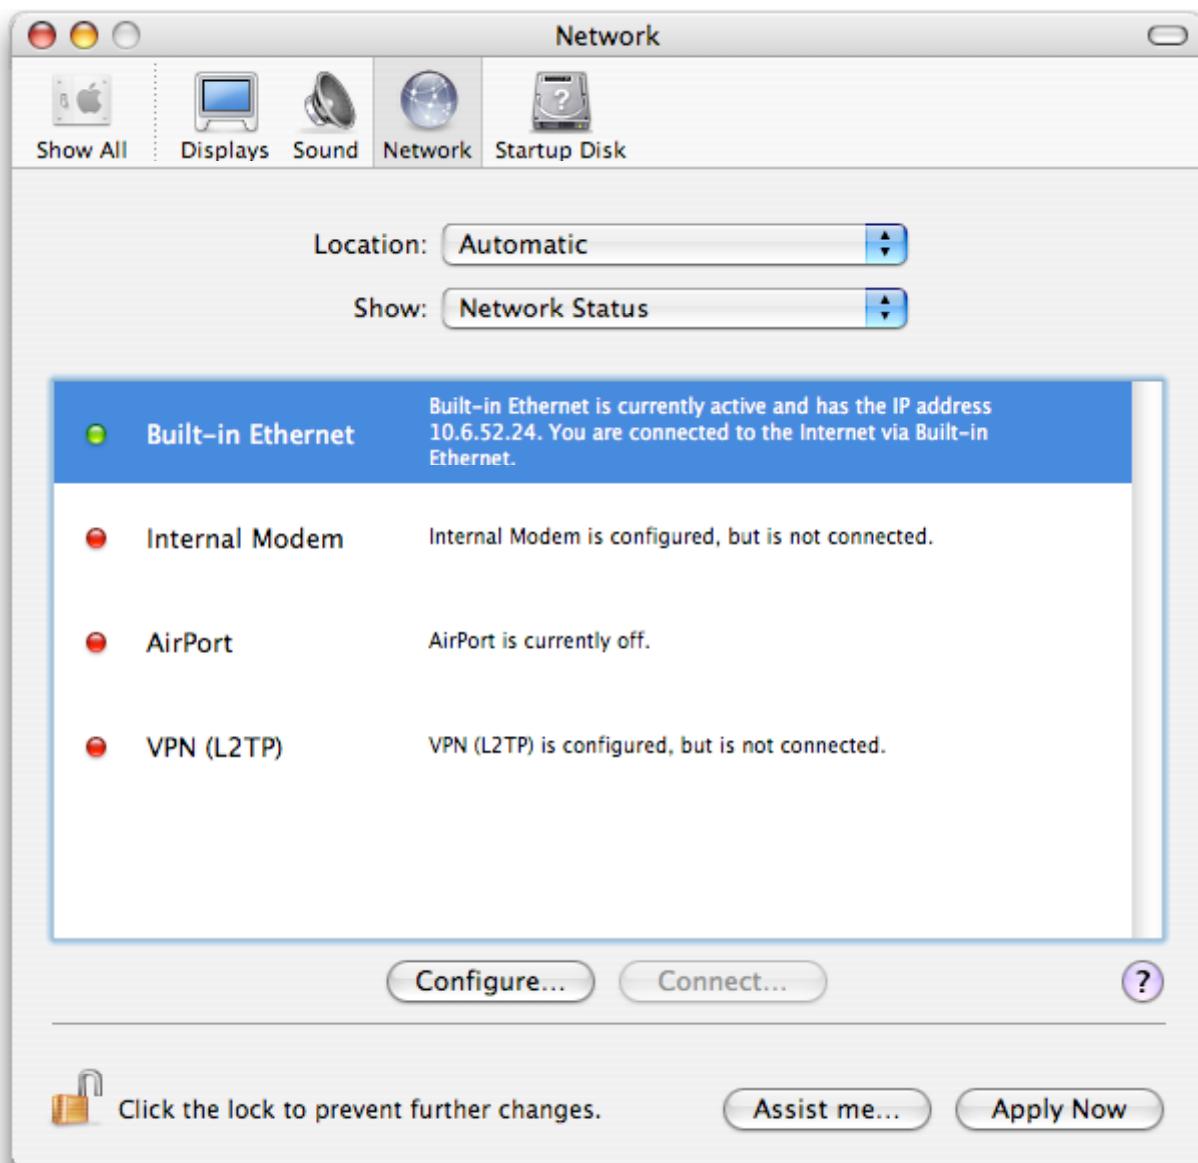 Network
Show All
Displays
Sound
Network
Startup Disk
Location: Automatic
Show: Network Status
Built-in Ethernet
Built-in Ethernet is currently active and has the IP address
10.6.52.24. You are connected to the Internet via Built-in
Ethernet.
Internal Modem
Internal Modem is configured, but is not connected.
AirPort
AirPort is currently off.
VPN (L2TP)
VPN (L2TP) is configured, but is not connected.
Configure...
Connect...
?
Click the lock to prevent further changes.
Assist me...
Apply Now